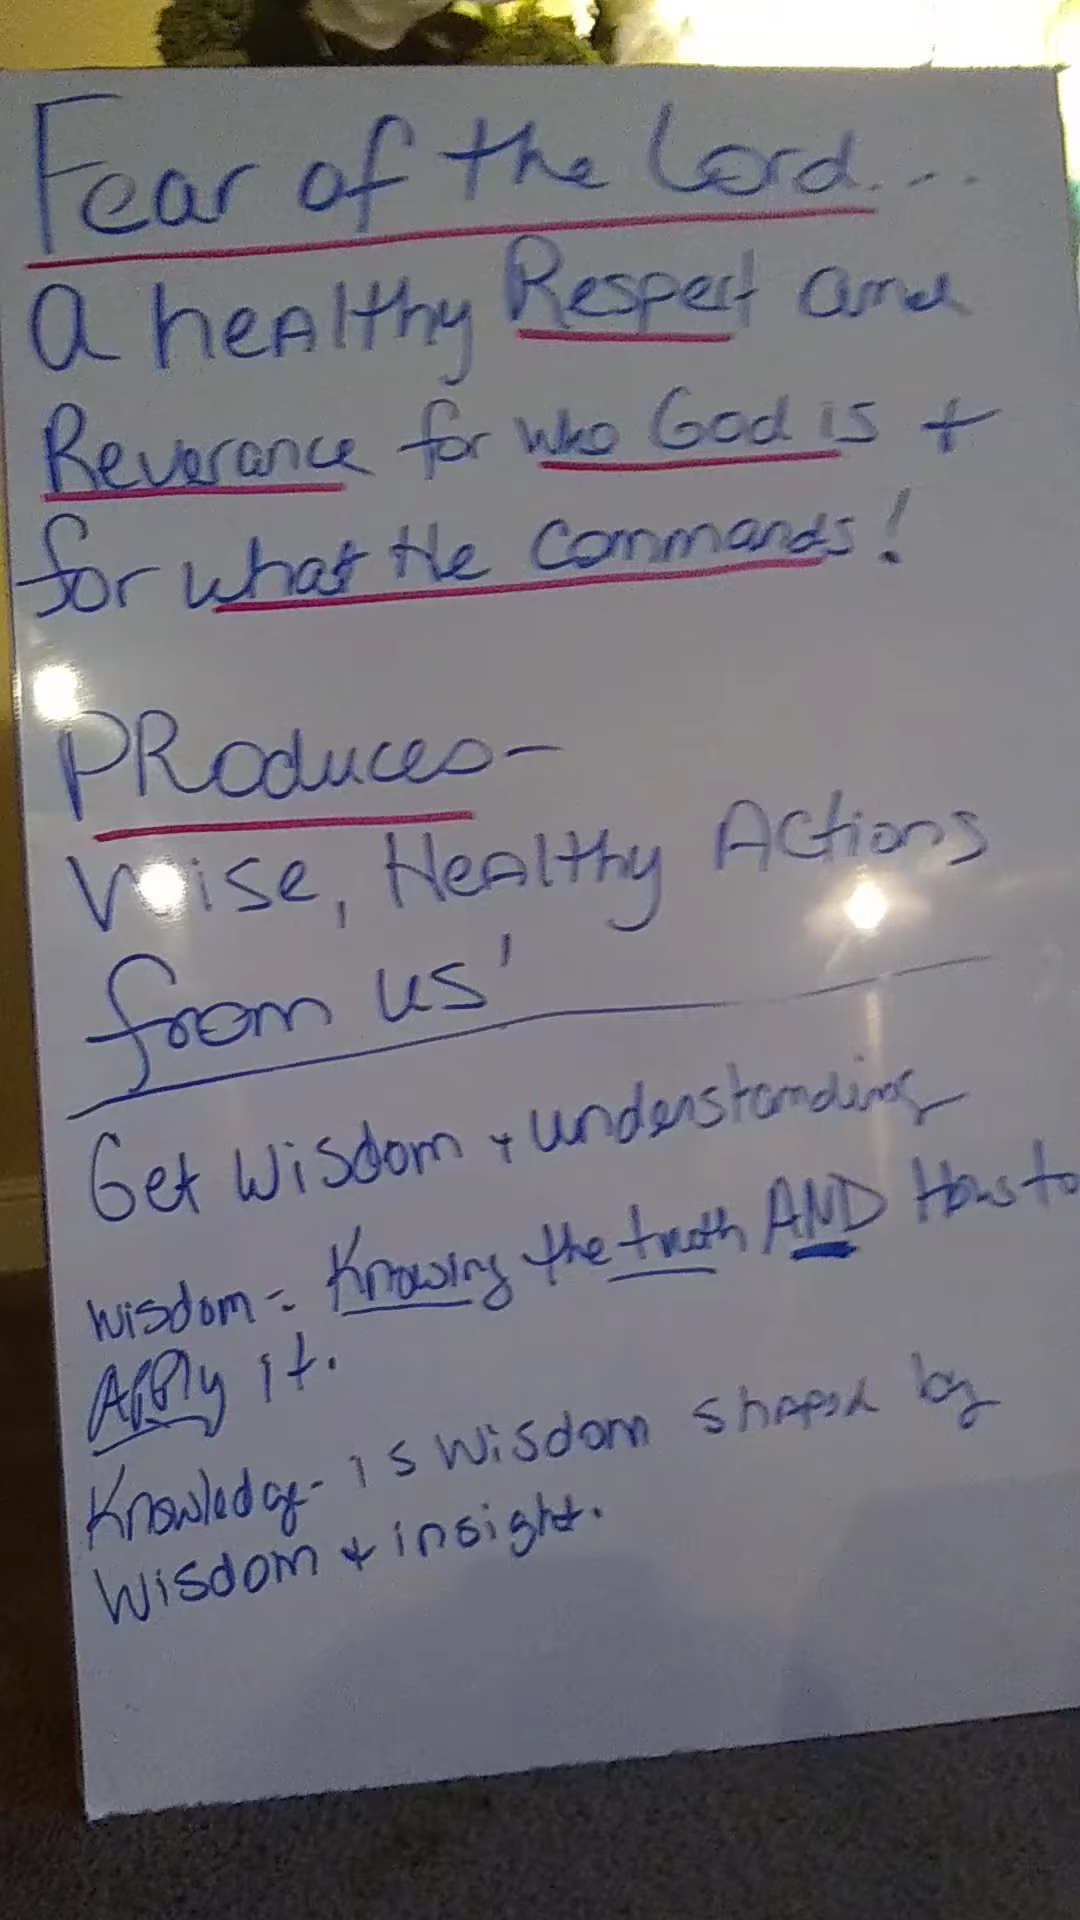 Fear of the Lord...
a healthy Respect and
Reverance for who God is +
for what He commands!
PRoduces-
Wise, Healthy Actions
from us'
Get Wisdom + understanding
Wisdom = Knowing the truth AND How to
Apply it.
Knowledge- is wisdom shaped by
Wisdom + insight.